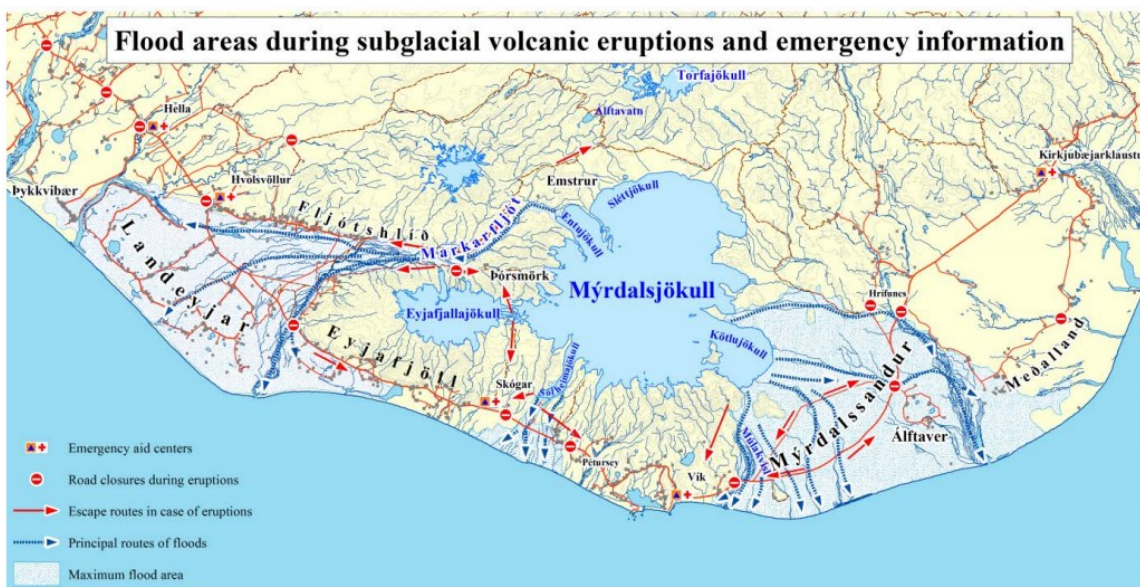 Flood areas during subglacial volcanic eruptions and emergency information
Torfajökull
Álftavatn
Hella
Kirkjubæjarklaustur
Hvolsvöllur
Emstrur
Sléttjökull
Þykkvibær
Fljótshlíð
Markarfljót
Entujökull
Landeyjar
Þórsmörk
Mýrdalsjökull
Hrífunes
Eyjafjallajökull
Kötlujökull
Eyjafjöll
Sólheimajökull
Meðalland
Skógar
Mýrdalssandur
Álftaver
Múlakvísl
Pétursey
Vík
Emergency aid centers
Road closures during eruptions
Escape routes in case of eruptions
Principal routes of floods
Maximum flood area